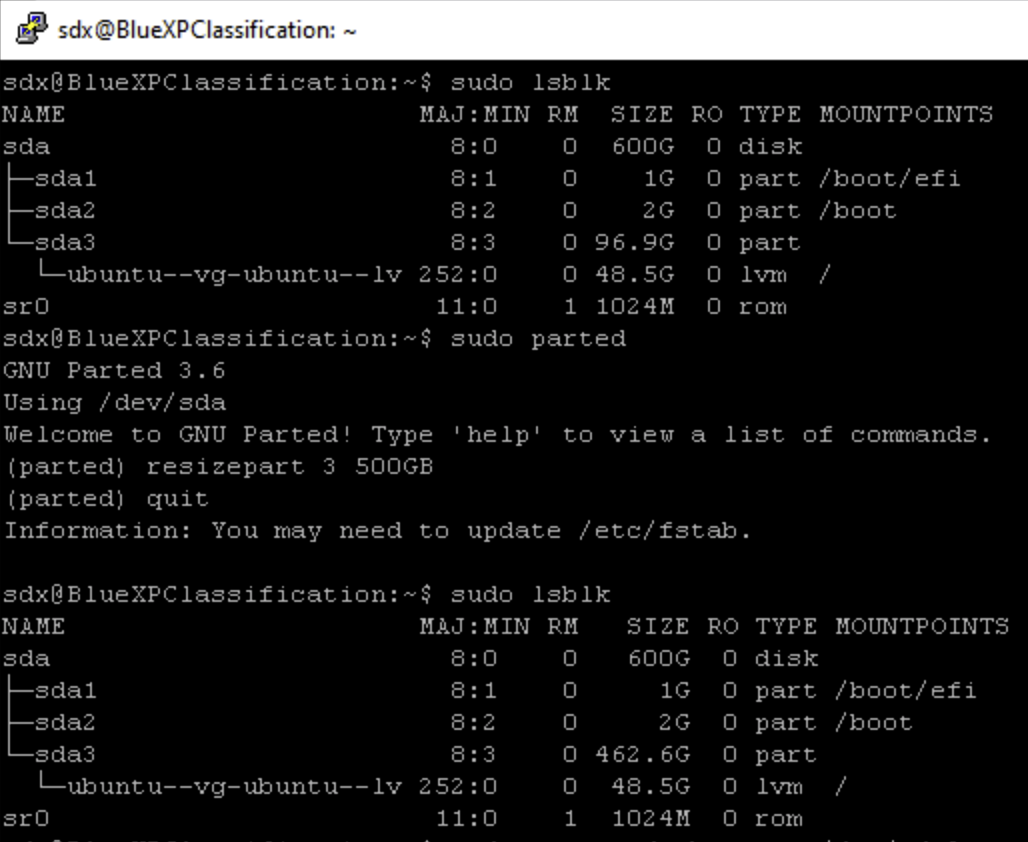 sdx@BlueXPClassification: ~
sdx@BlueXPClassification:~$ sudo lsblk
NAME                      MAJ:MIN RM   SIZE RO TYPE MOUNTPOINTS
sda                         8:0    0   600G  0 disk
├─sda1                      8:1    0     1G  0 part /boot/efi
├─sda2                      8:2    0     2G  0 part /boot
└─sda3                      8:3    0 96.9G  0 part
  └─ubuntu--vg-ubuntu--lv 252:0    0 48.5G  0 lvm  /
sr0                        11:0    1 1024M  0 rom
sdx@BlueXPClassification:~$ sudo parted
GNU Parted 3.6
Using /dev/sda
Welcome to GNU Parted! Type 'help' to view a list of commands.
(parted) resizepart 3 500GB
(parted) quit
Information: You may need to update /etc/fstab.
sdx@BlueXPClassification:~$ sudo lsblk
NAME                      MAJ:MIN RM   SIZE RO TYPE MOUNTPOINTS
sda                         8:0    0   600G  0 disk
├─sda1                      8:1    0     1G  0 part /boot/efi
├─sda2                      8:2    0     2G  0 part /boot
└─sda3                      8:3    0 462.6G  0 part
  └─ubuntu--vg-ubuntu--lv 252:0    0  48.5G  0 lvm  /
sr0                        11:0    1  1024M  0 rom